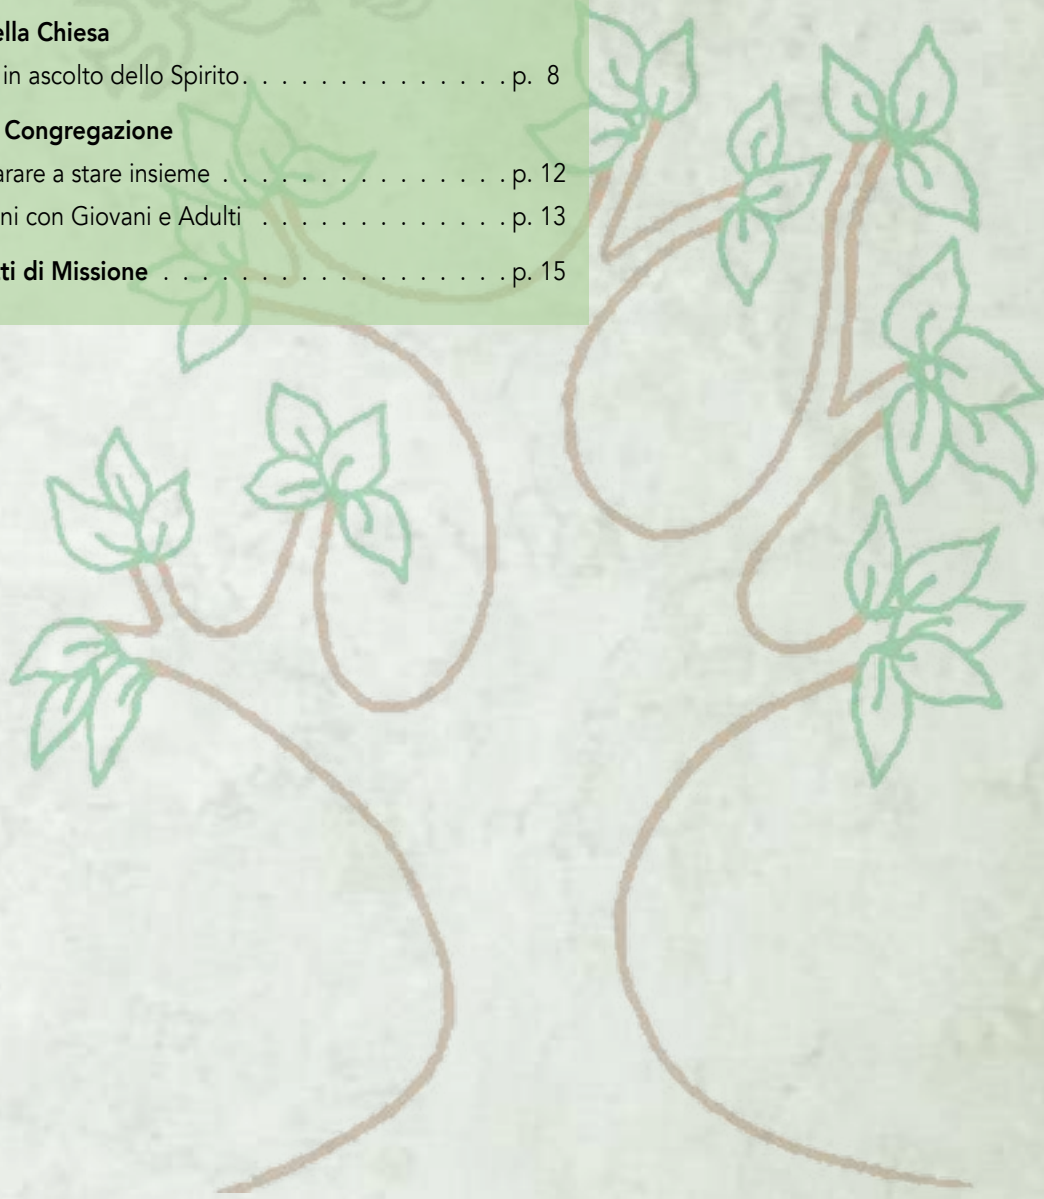 ella Chiesa
in ascolto dello Spirito. . . . . . . . . . . . . . . p. 8
Congregazione
arare a stare insieme . . . . . . . . . . . . . . . . p. 12
ni con Giovani e Adulti . . . . . . . . . . . . . . p. 13
ti di Missione . . . . . . . . . . . . . . . . . . . p. 15